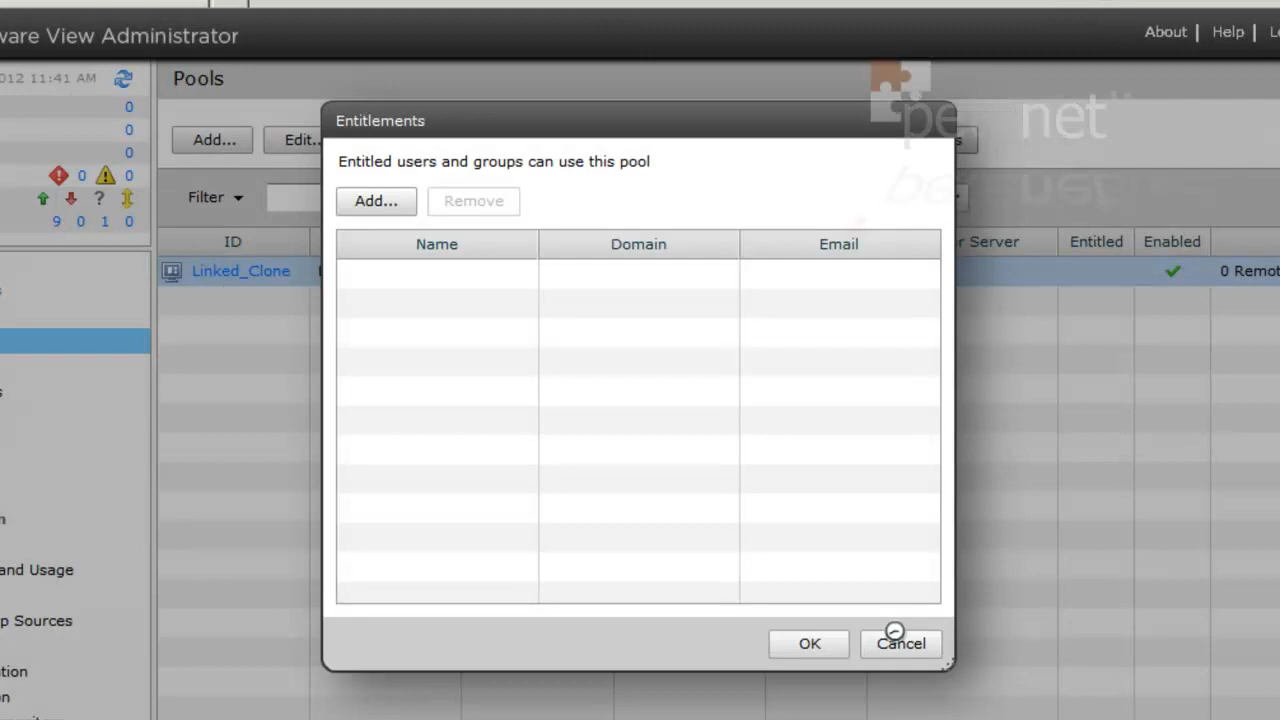 ware View Administrator
About | Help |
012 11:41 AM
Pools
0
0
0
0 0
?
9 0 1 0
Add...
Edit..
Filter
ID
r Server
Entitled
Enabled
Linked_Clone
0 Remot
Entitlements
Entitled users and groups can use this pool
Add...
Remove
Name
Domain
Email
OK
Cancel
and Usage
p Sources
tion
net